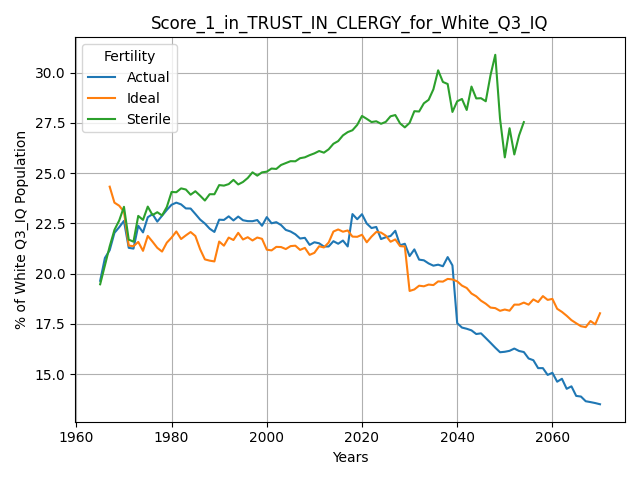 Score_1_in_TRUST_IN_CLERGY_for_White_Q3_IQ
Fertility
Actual
Ideal
Sterile
% of White Q3_IQ Population
30.0
27.5
25.0
22.5
20.0
17.5
15.0
1960
1980
2000
2020
2040
2060
Years